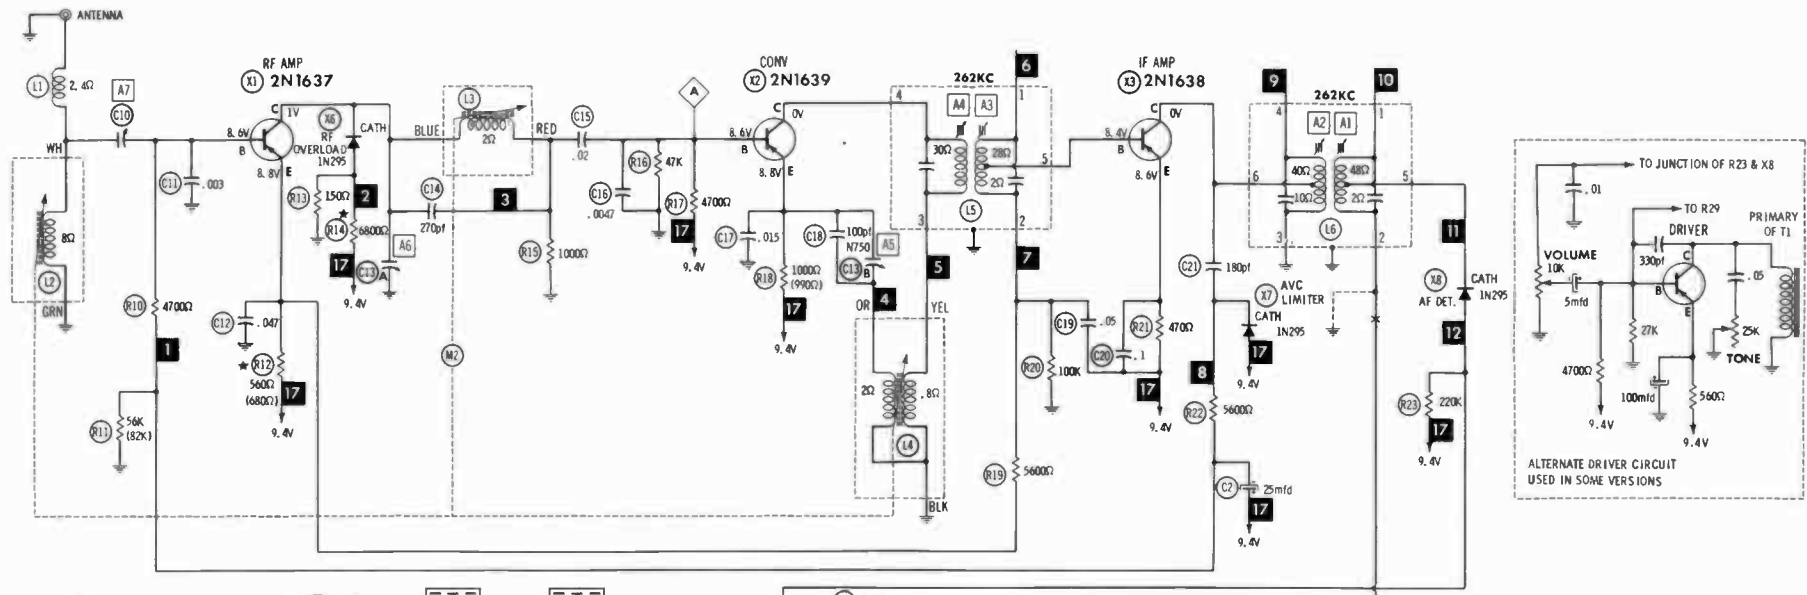 ANTENNA
L1
2.4Ω
A7
C10
WH
L2
8Ω
GRN
RF AMP
X1 2N1637
C
1V
8.6V
B
8.8V
E
C11
.003
R10
4700Ω
1
R11
56K
(82K)
C12
.047
★ R12
560Ω
(680Ω)
17
9.4V
X6
RF
OVERLOAD
1N295
CATH
R13
150Ω
2
★
R14
6800Ω
17
9.4V
A6
C13
A
BLUE
L3
2Ω
RED
C14
270pf
3
R15
1000Ω
M2
C15
.02
C16
.0047
R16
47K
A
R17
4700Ω
17
9.4V
CONV
X2 2N1639
C
0V
8.6V
B
8.8V
E
C17
.015
C18
100pf
N750
A5
C13
B
R18
1000Ω
(990Ω)
17
9.4V
OR
4
YEL
2Ω
.8Ω
L4
BLK
262KC
4
A4
A3
1
30Ω
28Ω
2Ω
5
L5
3
2
5
6
7
C19
.05
R20
100K
R19
5600Ω
IF AMP
X3 2N1638
C
0V
8.4V
B
8.6V
E
R21
470Ω
C20
.1
17
9.4V
C21
180pf
X7
AVC
LIMITER
CATH
1N295
17
9.4V
8
R22
5600Ω
C2
25mfd
17
9.4V
9
10
262KC
4
A2
A1
1
40Ω
48Ω
6
10Ω
2Ω
5
L6
3
2
11
X8
AF DET.
CATH
1N295
12
R23
220K
17
9.4V
TO JUNCTION OF R23 & X8
.01
TO R29
DRIVER
PRIMARY
OF T1
VOLUME
10K
330pf
C
B
E
5mfd
.05
27K
25K
TONE
4700Ω
100mfd
560Ω
9.4V
9.4V
ALTERNATE DRIVER CIRCUIT
USED IN SOME VERSIONS